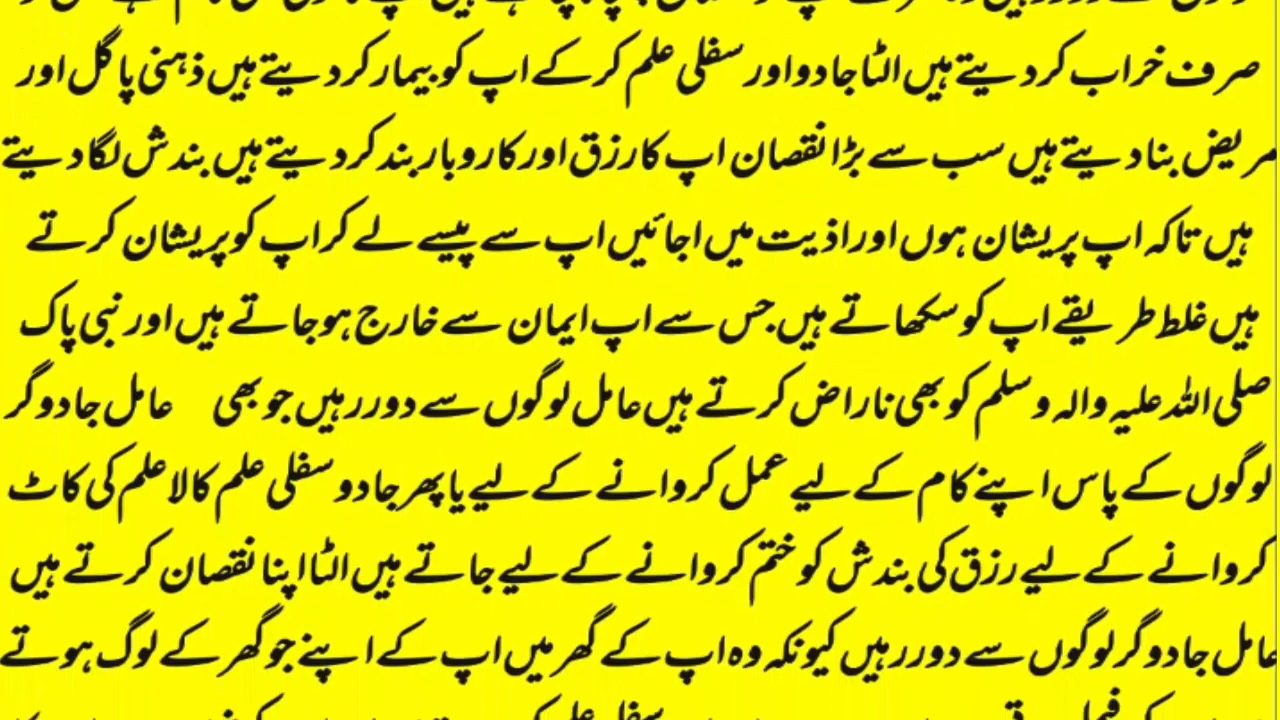 صرف خراب کر دیتے ہیں الٹا جادو اور سفلی علم کر کے اپ کو بیمار کر دیتے ہیں ذہنی پاگل اور
مریض بنا دیتے ہیں سب سے بڑا نقصان اپ کا رزق اور کاروبار بند کر دیتے ہیں بندش لگا دیتے
ہیں تاکہ اپ پریشان ہوں اور اذیت میں اجائیں اپ سے پیسے لے کر اپ کو پریشان کرتے
ہیں غلط طریقے اپ کو سکھاتے ہیں جس سے اپ ایمان سے خارج ہو جاتے ہیں اور نبی پاک
صلی اللہ علیہ والہ وسلم کو بھی ناراض کرتے ہیں عامل لوگوں سے دور رہیں جو بھی عامل جادوگر
لوگوں کے پاس اپنے کام کے لیے عمل کروانے کے لیے یا پھر جادو سفلی علم کالا علم کی کاٹ
کروانے کے لیے رزق کی بندش کو ختم کروانے کے لیے جاتے ہیں الٹا اپنا نقصان کرتے ہیں
عامل جادوگر لوگوں سے دور رہیں کیونکہ وہ اپ کے گھر میں اپ کے اپنے جو گھر کے لوگ ہوتے